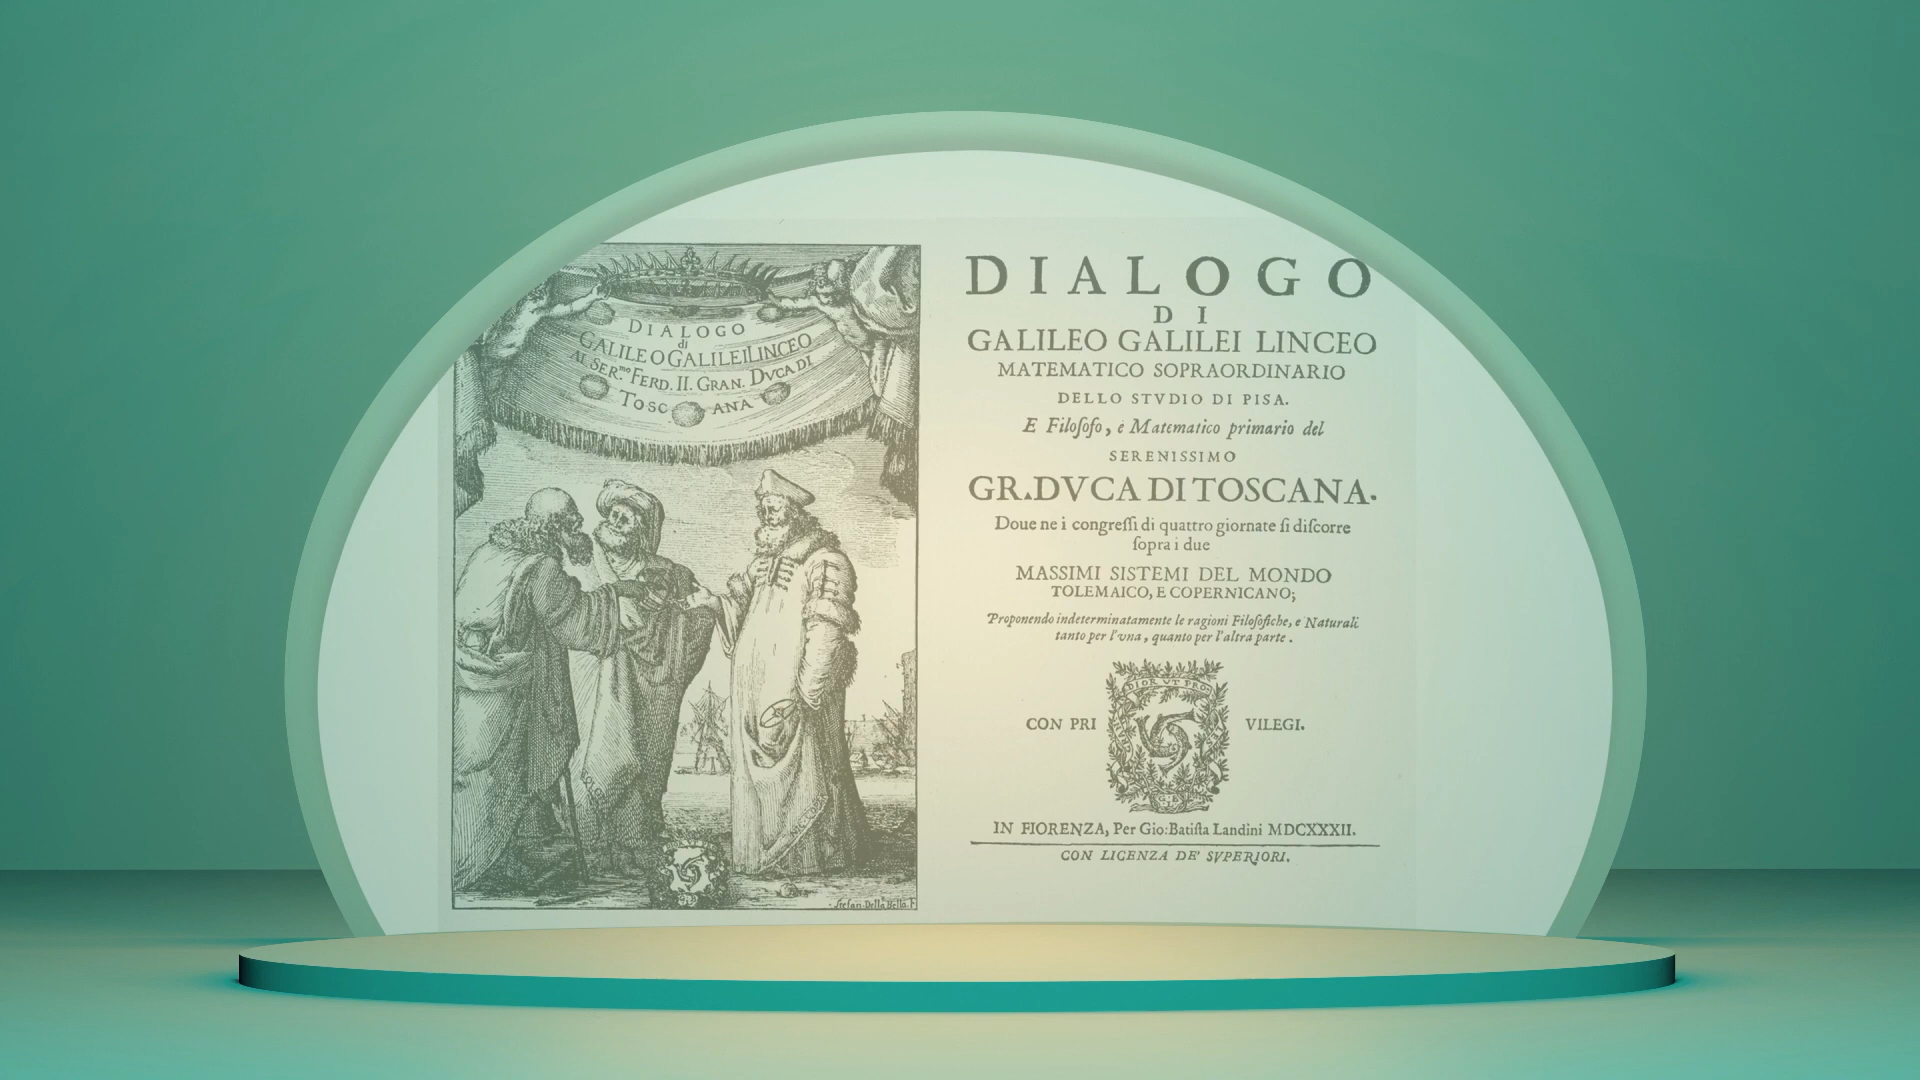 DIALOGO
di
GALILEO GALILEI LINCEO
AL SER.mo FERD. II. GRAN. DVCA DI
TOSCANA
Stefan. Della Bella. F
DIALOGO
DI
GALILEO GALILEI LINCEO
MATEMATICO SOPRAORDINARIO
DELLO STVDIO DI PISA.
E Filoſofo, e Matematico primario del
SERENISSIMO
GR.DVCA DI TOSCANA.
Doue ne i congreſſi di quattro giornate ſi diſcorre
ſopra i due
MASSIMI SISTEMI DEL MONDO
TOLEMAICO, E COPERNICANO;
Proponendo indeterminatamente le ragioni Filoſofiche, e Naturali
tanto per l'vna, quanto per l'altra parte.
CON PRI VILEGI.
IN FIORENZA, Per Gio:Batiſta Landini MDCXXXII.
CON LICENZA DE' SVPERIORI.